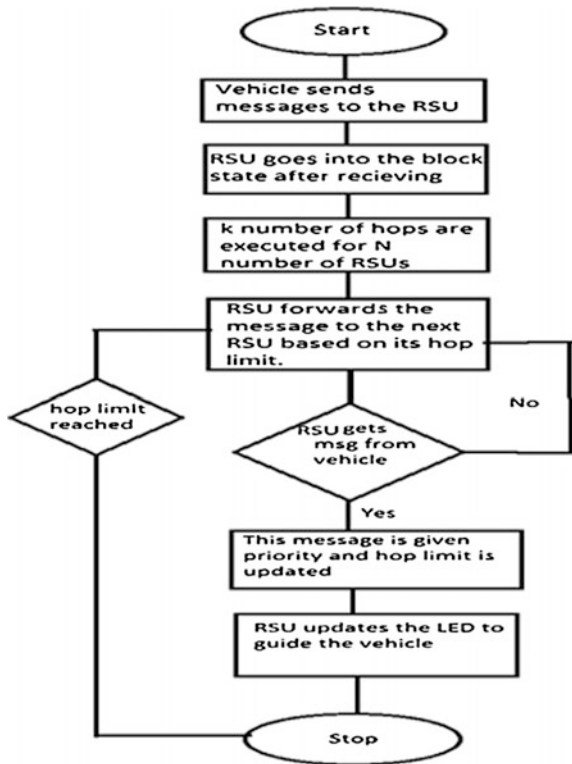 Start
Vehicle sends
messages to the RSU
RSU goes into the block
state after recieving
k number of hops are
executed for N
number of RSUs
RSU forwards the
message to the next
RSU based on its hop
limit.
hop limIt
reached
RSU gets
msg from
vehicle
No
Yes
This message is given
priority and hop limit is
updated
RSU updates the LED to
guide the vehicle
Stop